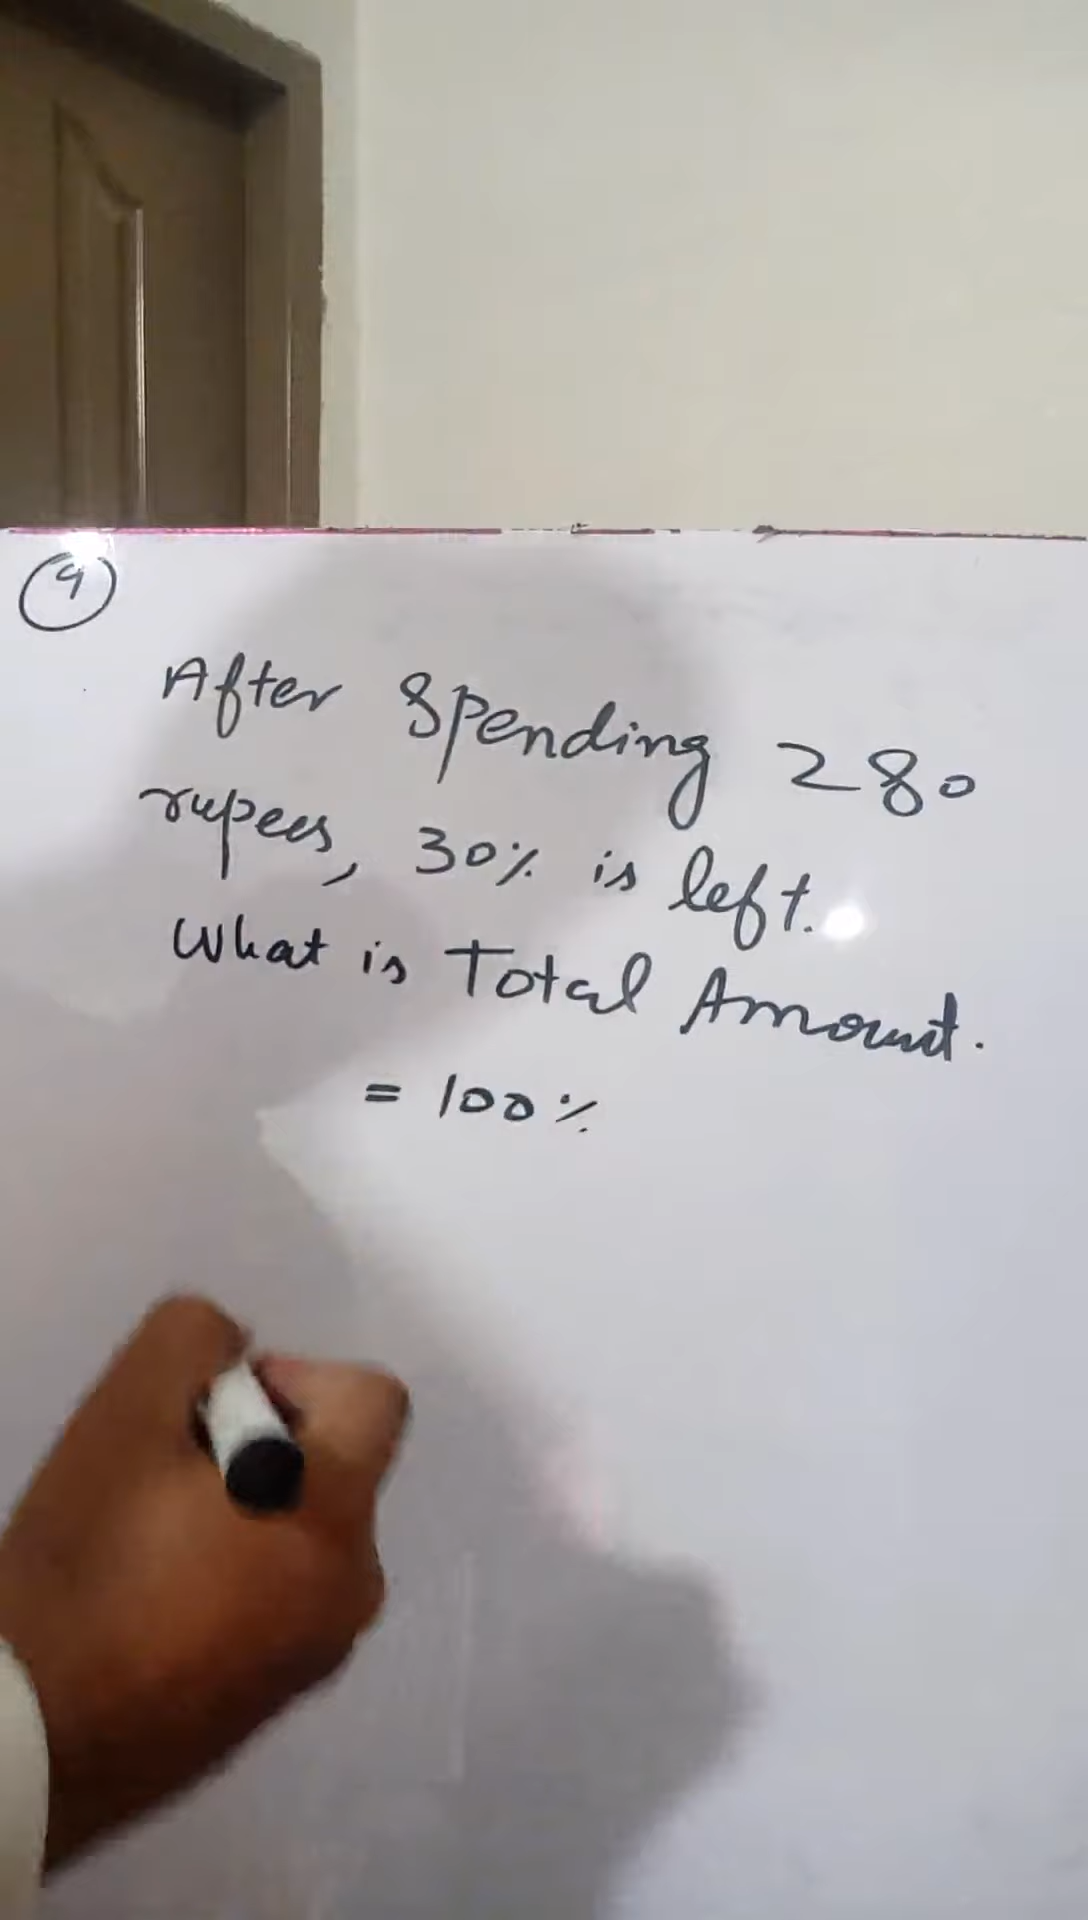 9
After Spending 280
rupees, 30% is left.
What is Total Amount.
= 100%